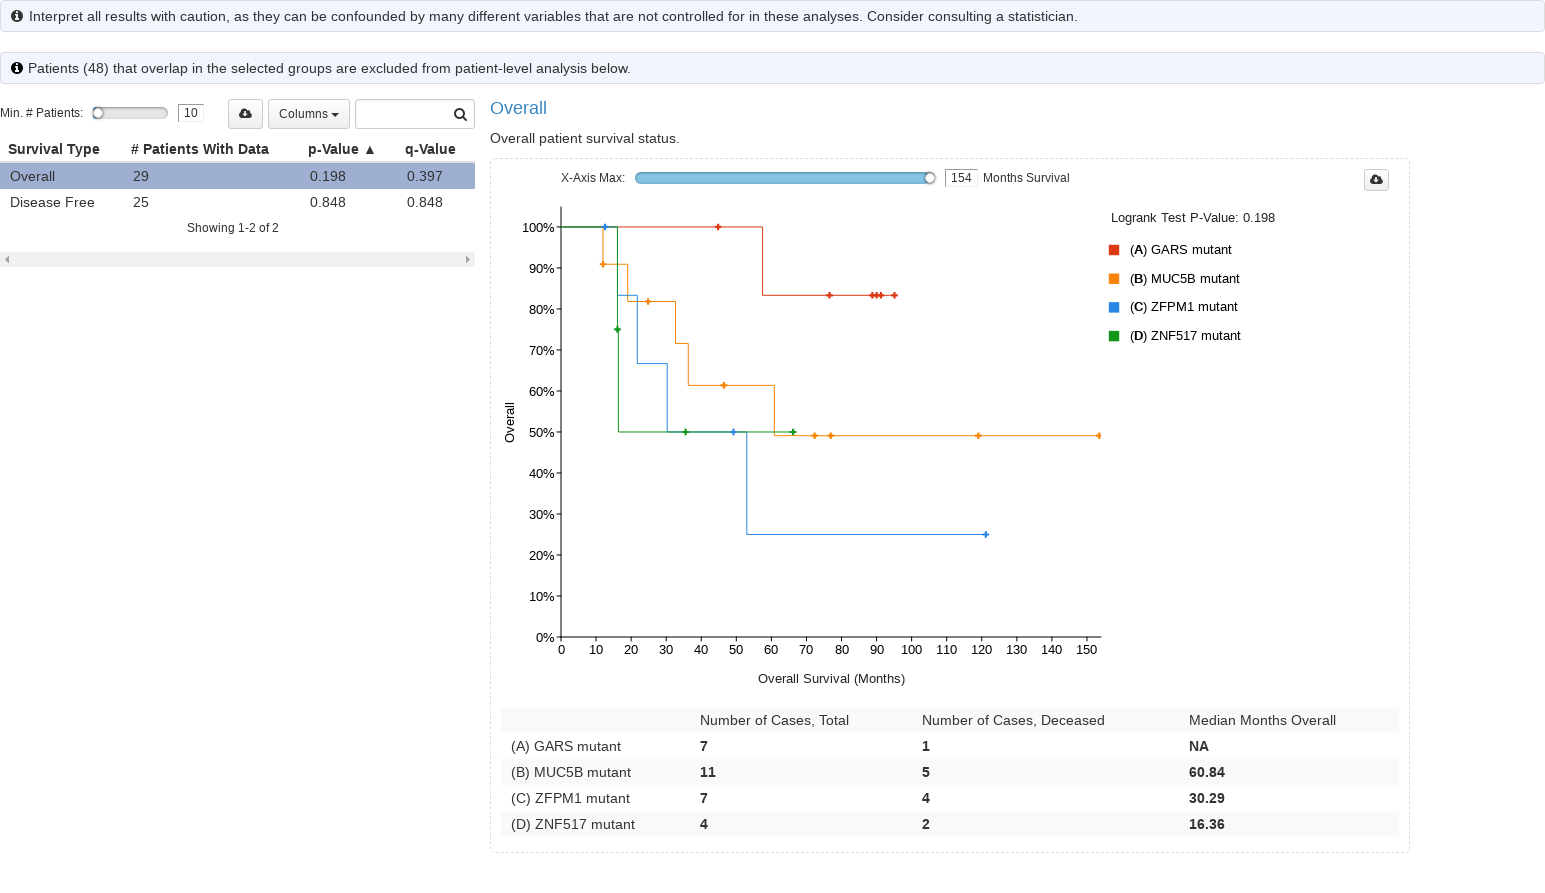 Interpret all results with caution, as they can be confounded by many different variables that are not controlled for in these analyses. Consider consulting a statistician.
Patients (48) that overlap in the selected groups are excluded from patient-level analysis below.
Min. # Patients: 10 Columns
Survival Type # Patients With Data p-Value ▲ q-Value
Overall 29 0.198 0.397
Disease Free 25 0.848 0.848
Showing 1-2 of 2
Overall
Overall patient survival status.
X-Axis Max: 154 Months Survival
Logrank Test P-Value: 0.198
(A) GARS mutant
(B) MUC5B mutant
(C) ZFPM1 mutant
(D) ZNF517 mutant
100%
90%
80%
70%
60%
50%
40%
30%
20%
10%
0%
Overall
0 10 20 30 40 50 60 70 80 90 100 110 120 130 140 150
Overall Survival (Months)
Number of Cases, Total Number of Cases, Deceased Median Months Overall
(A) GARS mutant 7 1 NA
(B) MUC5B mutant 11 5 60.84
(C) ZFPM1 mutant 7 4 30.29
(D) ZNF517 mutant 4 2 16.36